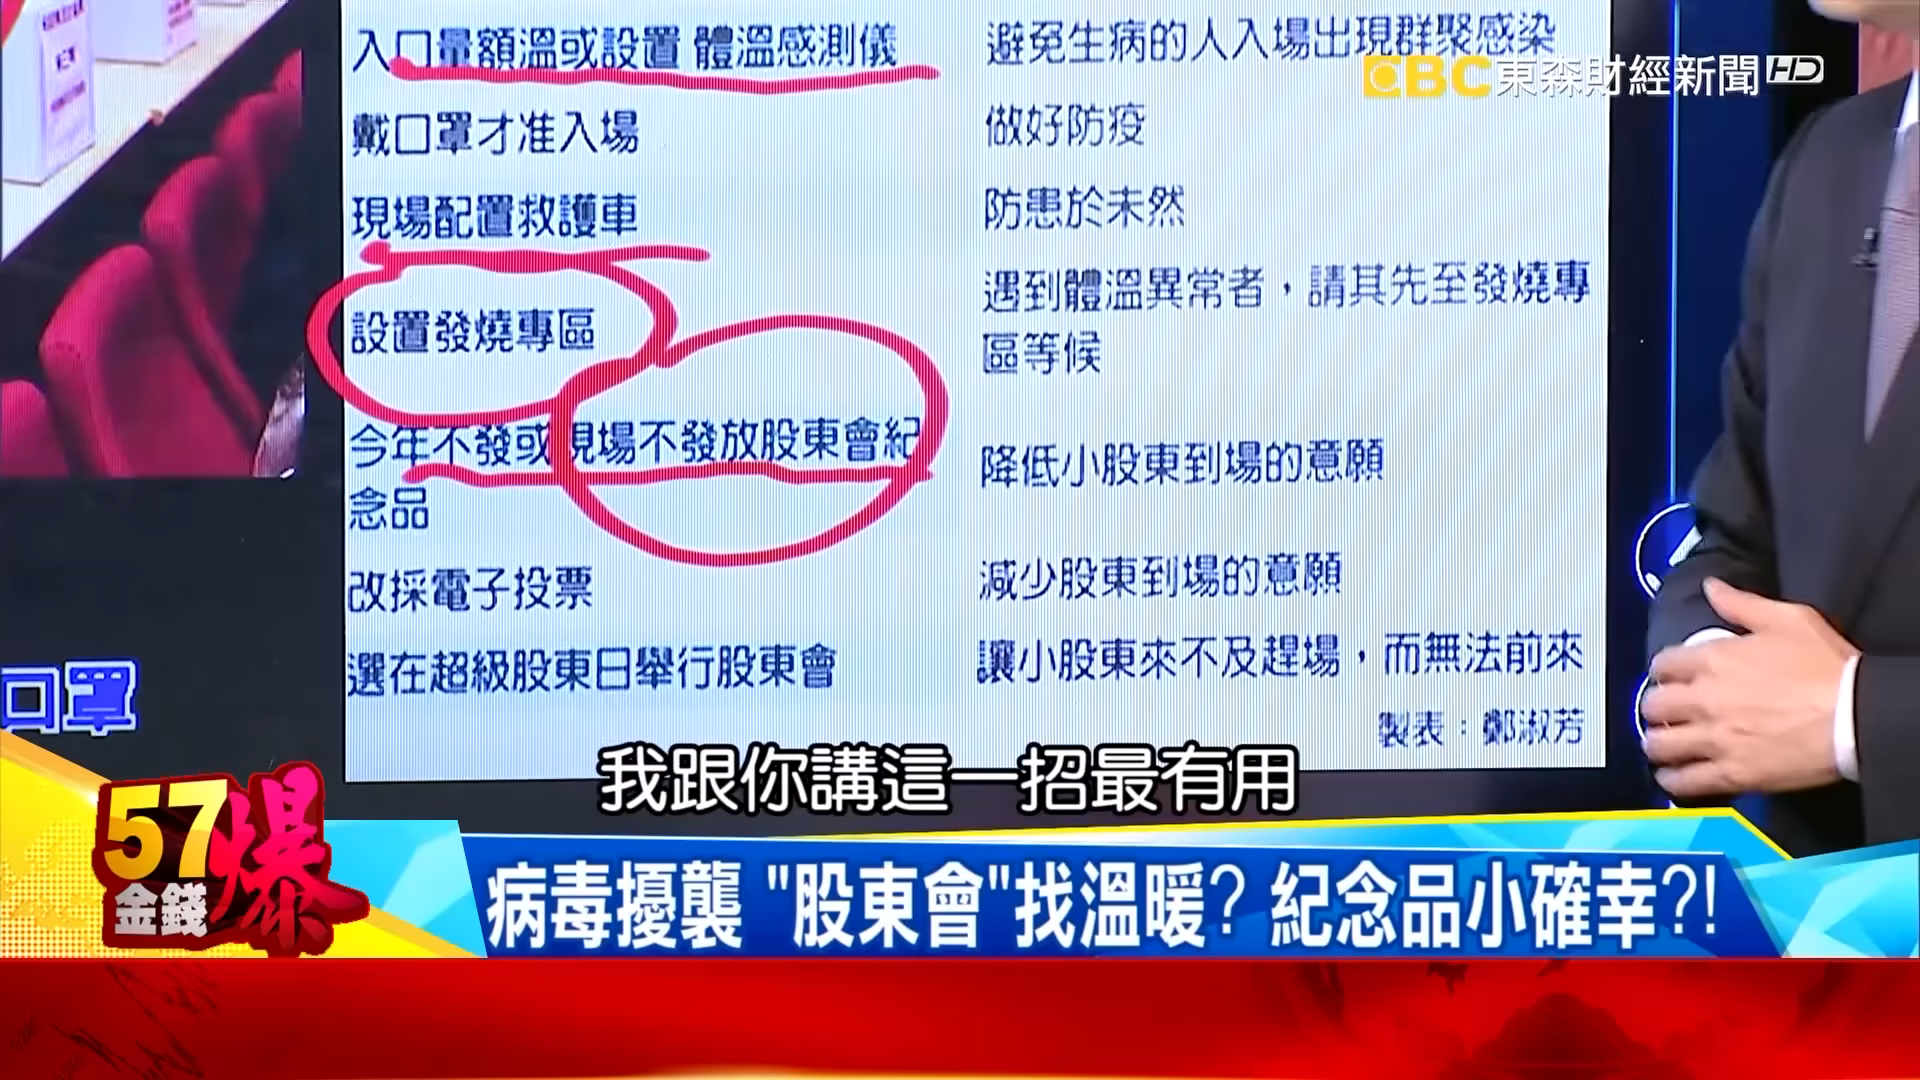 入口量額溫或設置 體溫感測儀
避免生病的人入場出現群聚感染
EBC 東森財經新聞 HD
戴口罩才准入場
做好防疫
現場配置救護車
防患於未然
設置發燒專區
遇到體溫異常者，請其先至發燒專
區等候
今年不發或現場不發放股東會紀
念品
降低小股東到場的意願
改採電子投票
減少股東到場的意願
選在超級股東日舉行股東會
讓小股東來不及趕場，而無法前來
製表：鄭淑芳
口罩
我跟你講這一招最有用
57
金錢
爆
病毒擾襲 "股東會"找溫暖? 紀念品小確幸?!